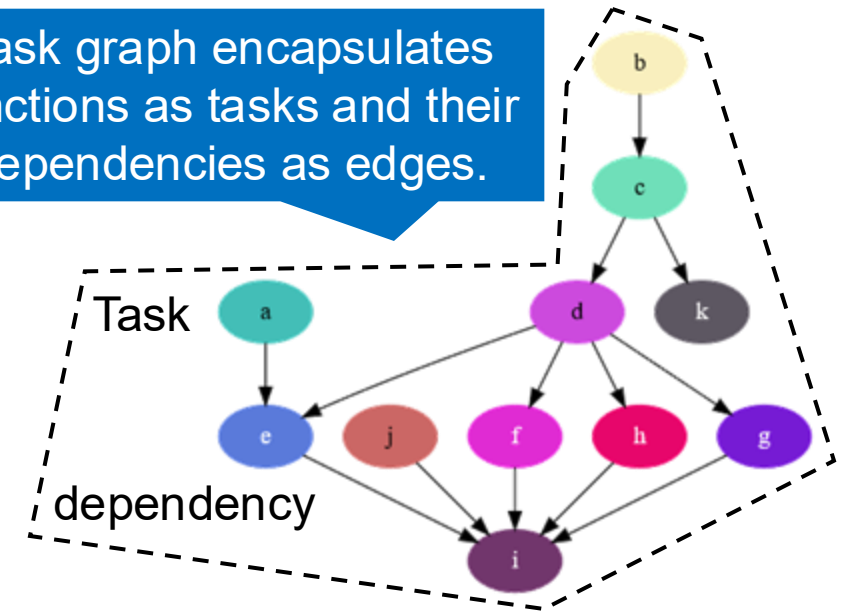 ask graph encapsulates
nctions as tasks and their
ependencies as edges.
b
c
Task
a
d
k
e
j
f
h
g
dependency
i